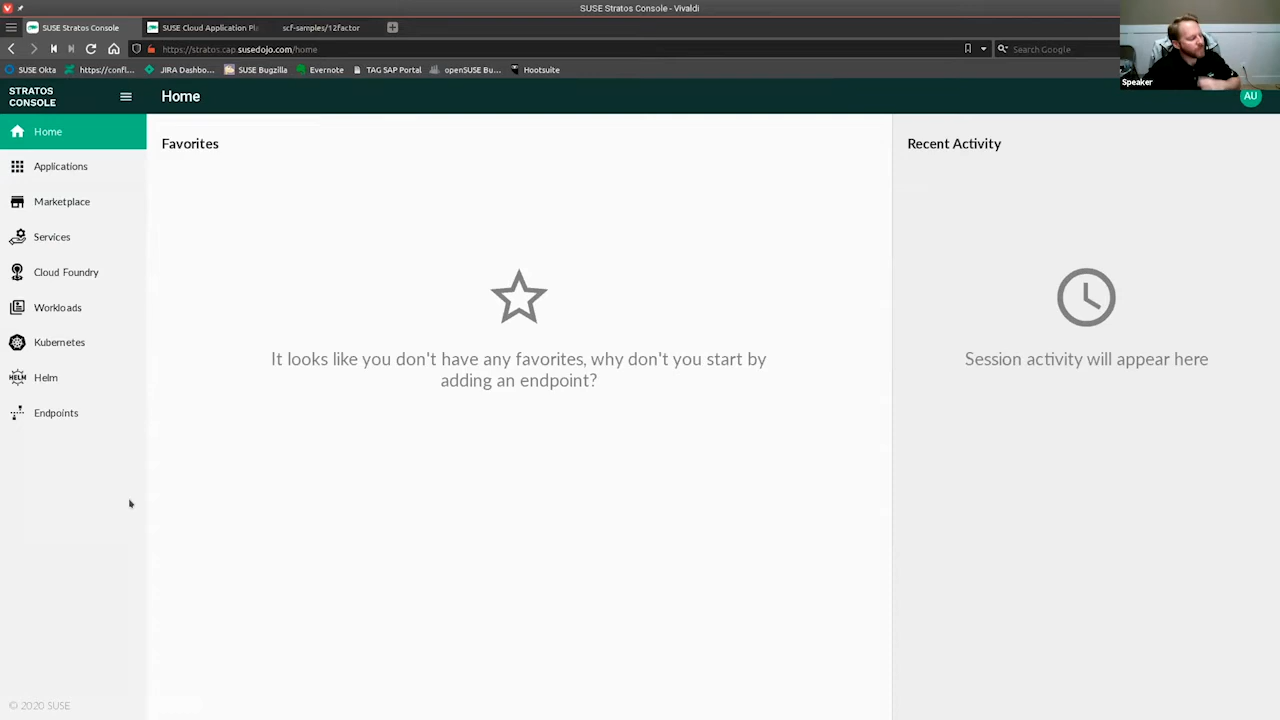 SUSE Stratos Console - Vivaldi
SUSE Stratos Console
SUSE Cloud Application Pl
scf-samples/12factor
https://stratos.cap.susedojo.com/home
Search Google
SUSE Okta
https://confl...
JIRA Dashbo...
SUSE Bugzilla
Evernote
TAG SAP Portal
openSUSE Bu...
Hootsuite
Speaker
STRATOS
CONSOLE
Home
AU
Home
Applications
Marketplace
Services
Cloud Foundry
Workloads
Kubernetes
HELM
Helm
Endpoints
Favorites
It looks like you don't have any favorites, why don't you start by
adding an endpoint?
Recent Activity
Session activity will appear here
© 2020 SUSE